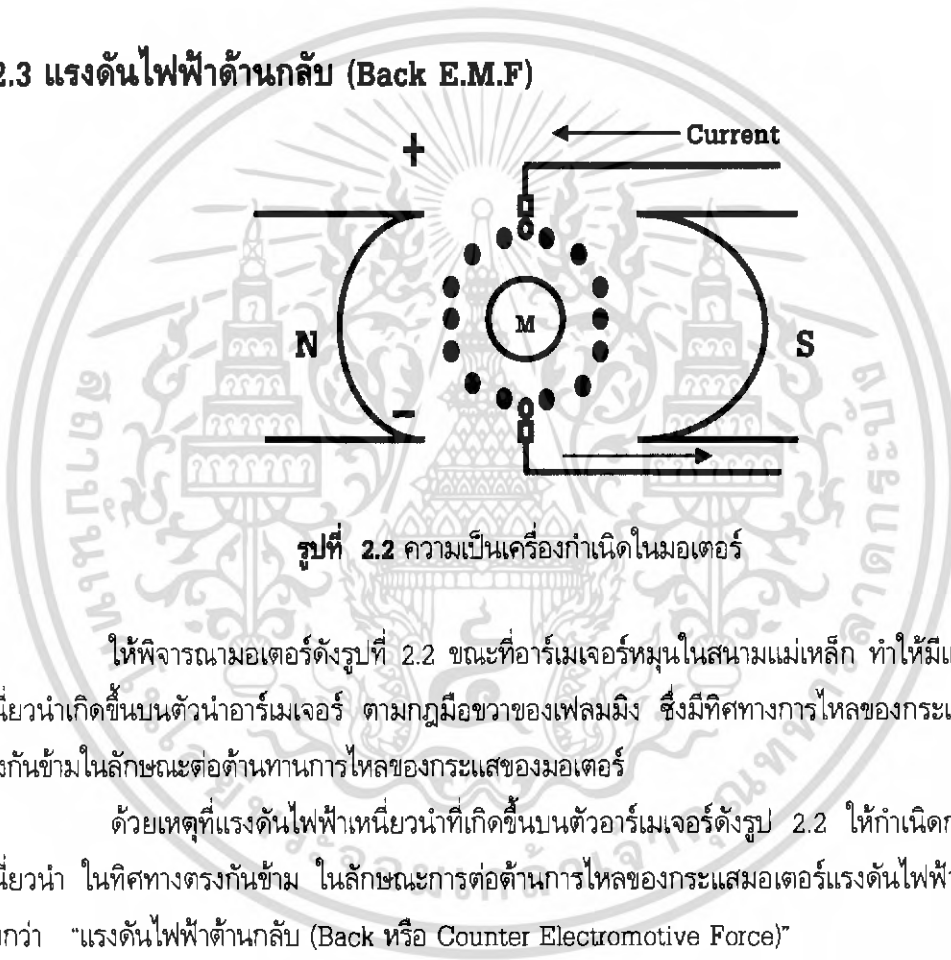 2.3 แรงดันไฟฟ้าด้านกลับ (Back E.M.F)
Current
+
N
M
S
-
รูปที่ 2.2 ความเป็นเครื่องกำเนิดในมอเตอร์
ให้พิจารณามอเตอร์ดังรูปที่ 2.2 ขณะที่อาร์เมเจอร์หมุนในสนามแม่เหล็ก ทำให้มี
นี่ยวนำเกิดขึ้นบนตัวนำอาร์เมเจอร์ ตามกฎมือขวาของเฟลมมิง ซึ่งมีทิศทางการไหลของกระแ
งกันข้ามในลักษณะต่อต้านทานการไหลของกระแสของมอเตอร์
ด้วยเหตุที่แรงดันไฟฟ้าเหนี่ยวนำที่เกิดขึ้นบนตัวอาร์เมเจอร์ดังรูป 2.2 ให้กำเนิดก
นี่ยวนำ ในทิศทางตรงกันข้าม ในลักษณะการต่อต้านการไหลของกระแสมอเตอร์แรงดันไฟฟ้า
กว่า "แรงดันไฟฟ้าต้านกลับ (Back หรือ Counter Electromotive Force)"